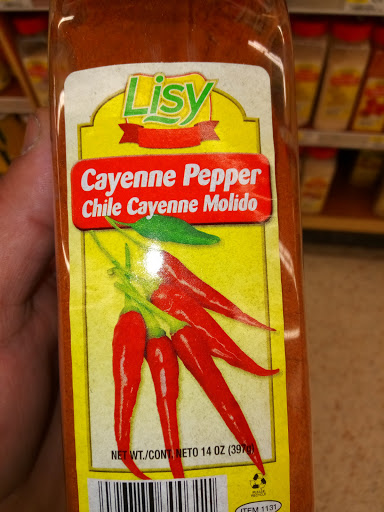 Lisy
Cayenne Pepper
Chile Cayenne Molido
NET WT./CONT. NETO 14 OZ (397g)
ITEM 1131